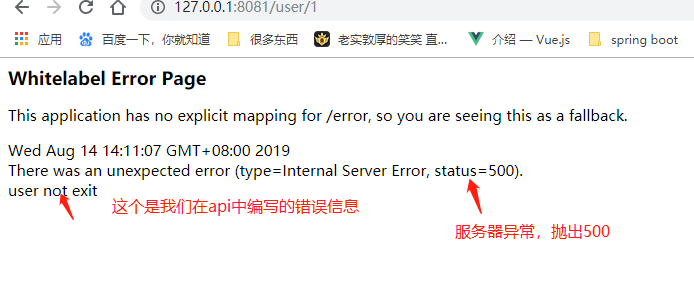 127.0.0.1:8081/user/1
应用 百度一下，你就知道 很多东西 老实敦厚的笑笑 直... 介绍 — Vue.js spring boot
Whitelabel Error Page
This application has no explicit mapping for /error, so you are seeing this as a fallback.
Wed Aug 14 14:11:07 GMT+08:00 2019
There was an unexpected error (type=Internal Server Error, status=500).
user not exit
这个是我们在api中编写的错误信息
服务器异常，抛出500